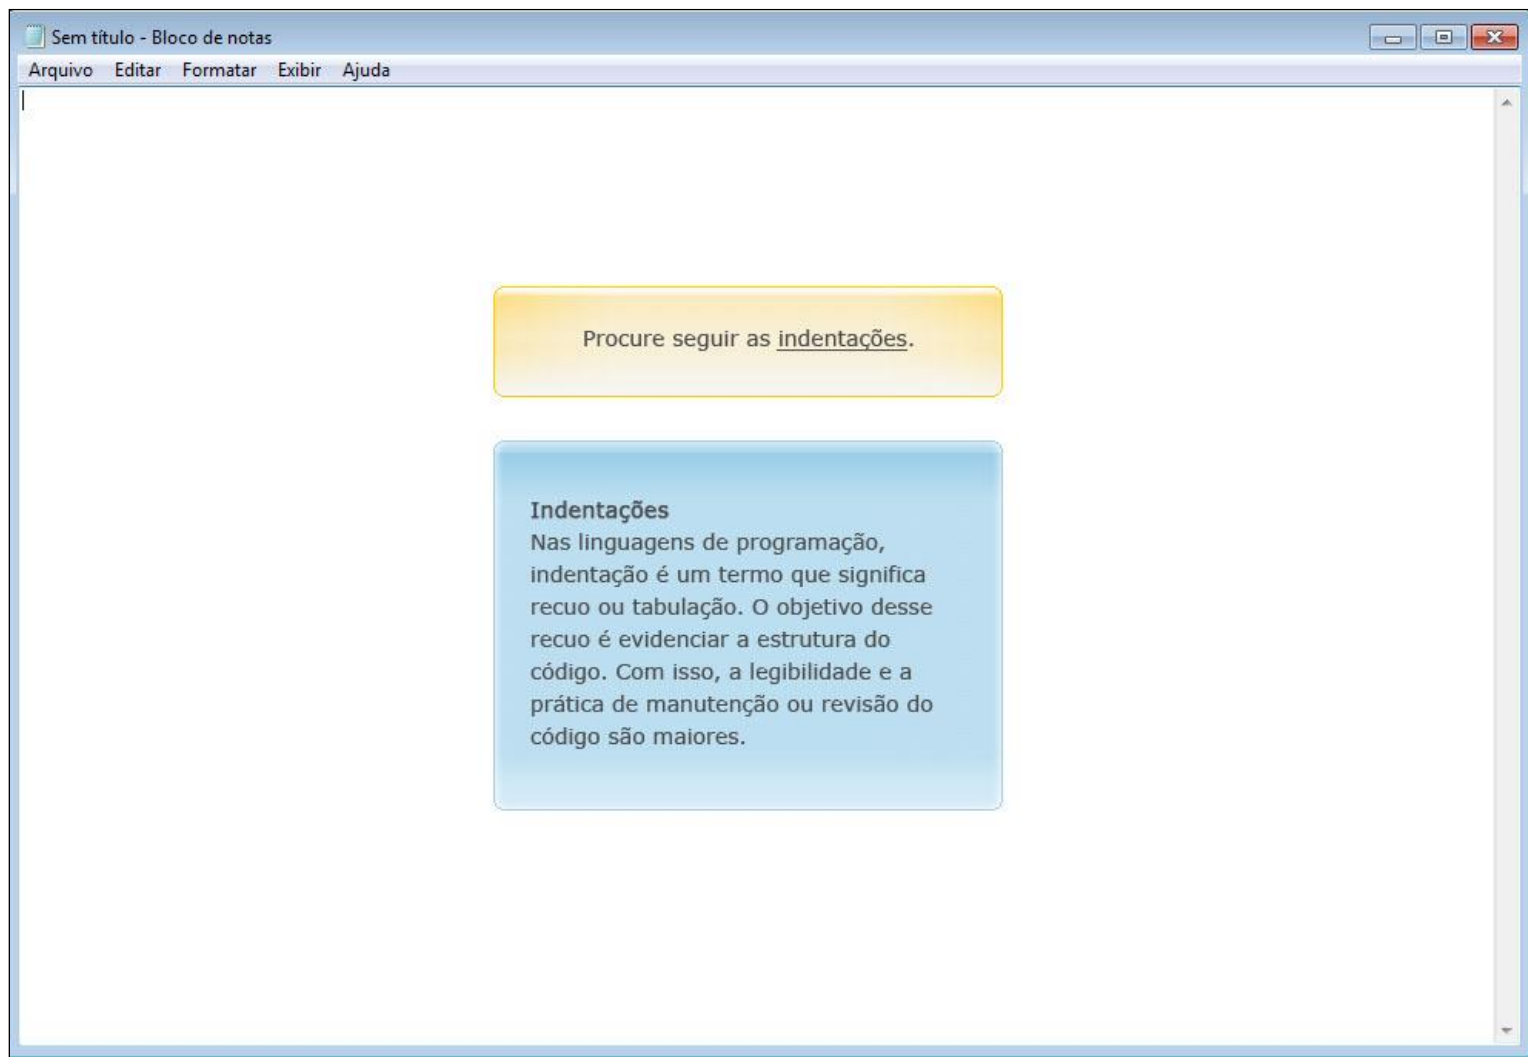 Sem título - Bloco de notas
Arquivo Editar Formatar Exibir Ajuda
Procure seguir as indentações.
Indentações
Nas linguagens de programação,
indentação é um termo que significa
recuo ou tabulação. O objetivo desse
recuo é evidenciar a estrutura do
código. Com isso, a legibilidade e a
prática de manutenção ou revisão do
código são maiores.